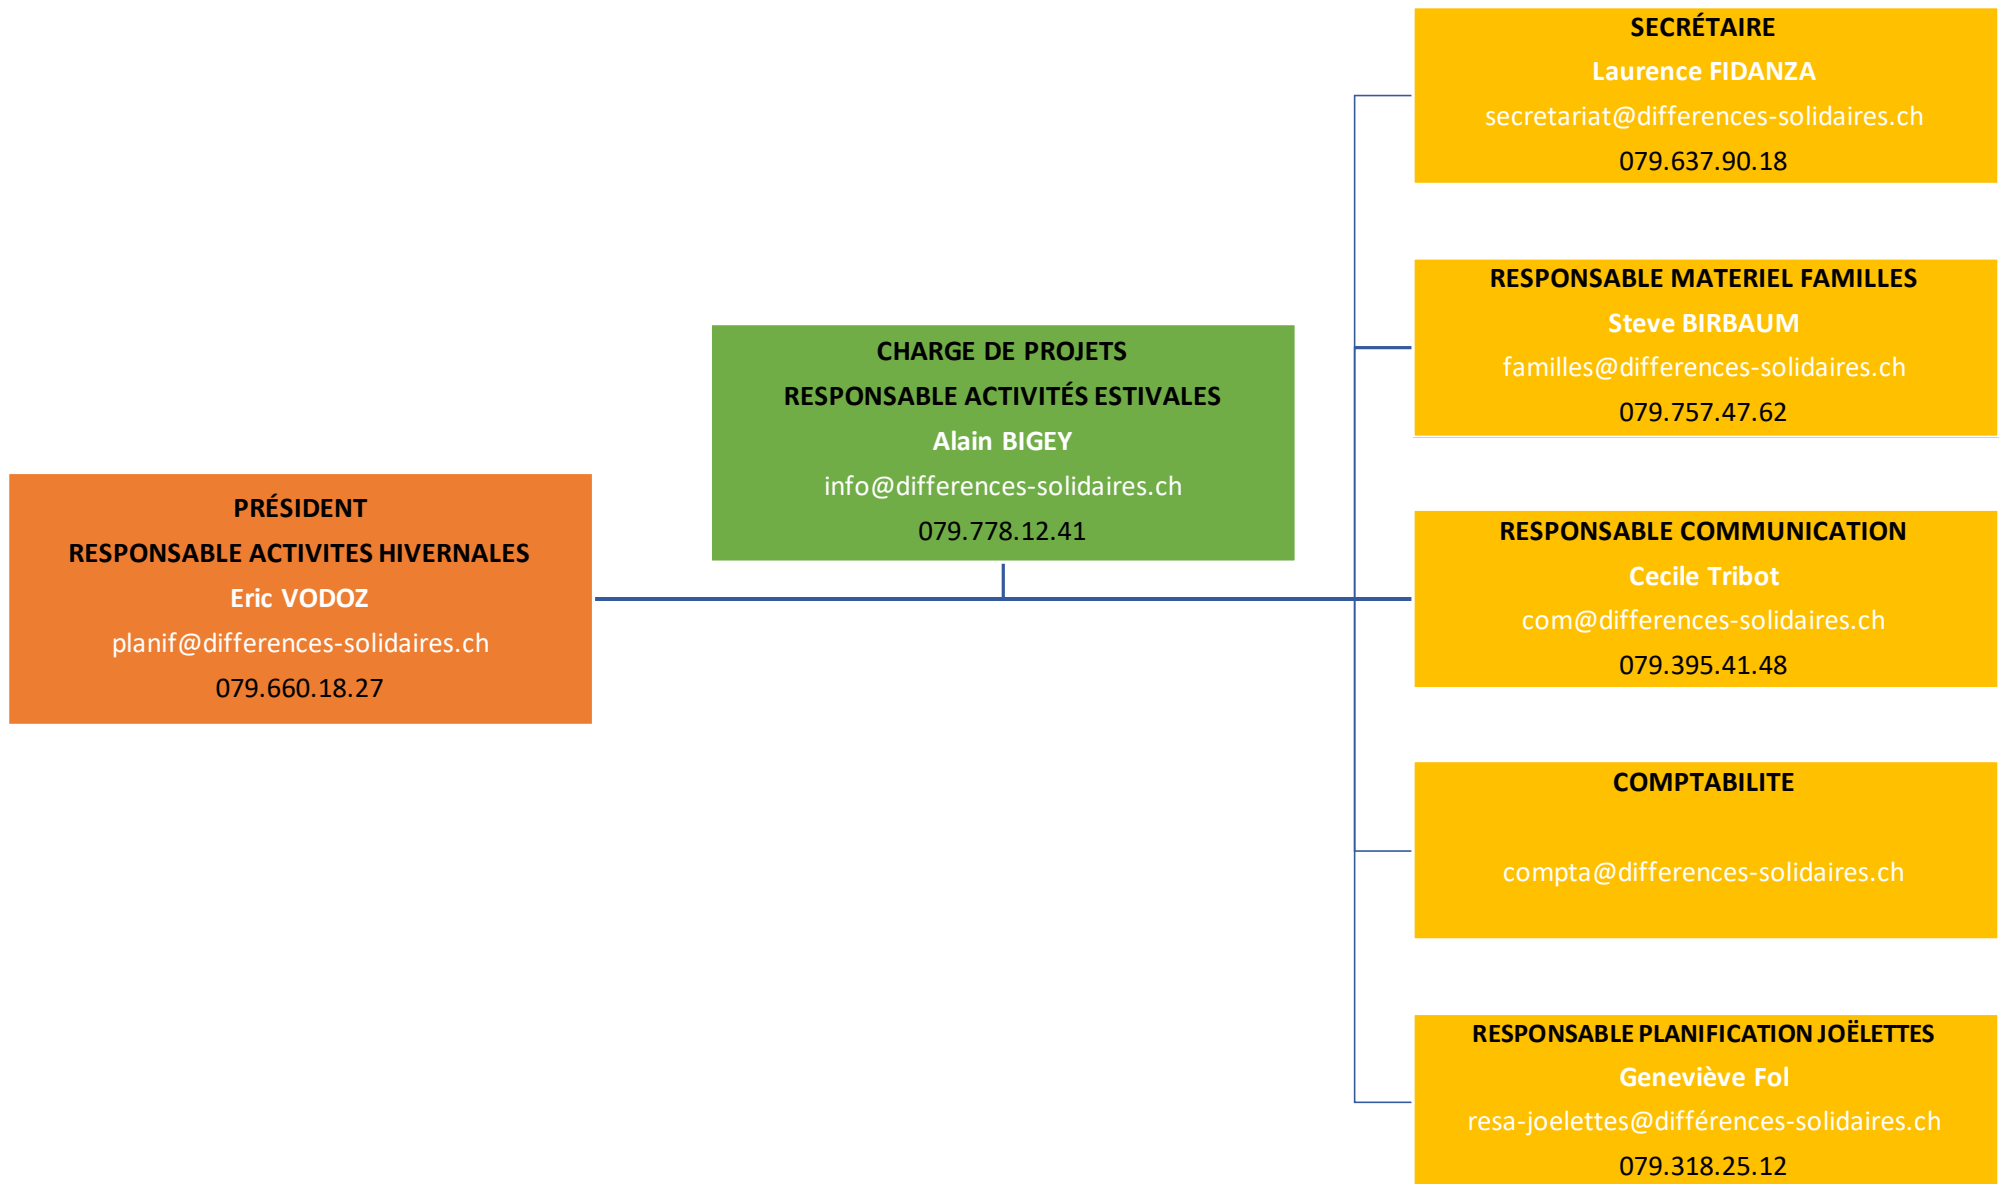 PRÉSIDENT
RESPONSABLE ACTIVITES HIVERNALES
Eric VODOZ
planif@differences-solidaires.ch
079.660.18.27
CHARGE DE PROJETS
RESPONSABLE ACTIVITÉS ESTIVALES
Alain BIGEY
info@differences-solidaires.ch
079.778.12.41
SECRÉTAIRE
Laurence FIDANZA
secretariat@differences-solidaires.ch
079.637.90.18
RESPONSABLE MATERIEL FAMILLES
Steve BIRBAUM
familles@differences-solidaires.ch
079.757.47.62
RESPONSABLE COMMUNICATION
Cecile Tribot
com@differences-solidaires.ch
079.395.41.48
COMPTABILITE
compta@differences-solidaires.ch
RESPONSABLE PLANIFICATION JOËLETTES
Geneviève Fol
resa-joelettes@différences-solidaires.ch
079.318.25.12